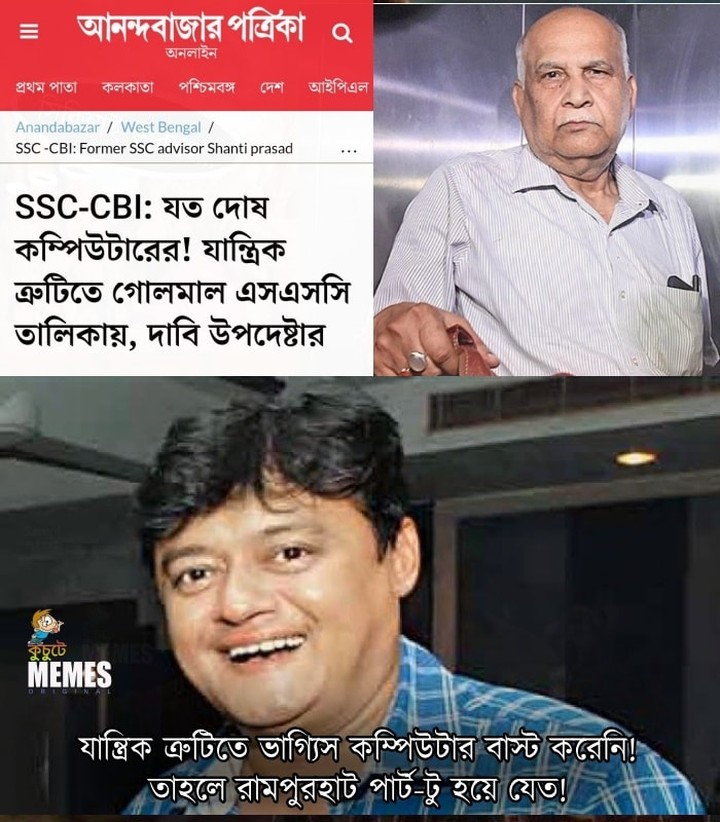 আনন্দবাজার পত্রিকা
অনলাইন
প্রথম পাতা কলকাতা পশ্চিমবঙ্গ দেশ আইপিএল
Anandabazar / West Bengal /
SSC -CBI: Former SSC advisor Shanti prasad ...
SSC-CBI: যত দোষ
কম্পিউটারের! যান্ত্রিক
ত্রুটিতে গোলমাল এসএসসি
তালিকায়, দাবি উপদেষ্টার
কুচুটে
MEMES
ORIGINAL
যান্ত্রিক ত্রুটিতে ভাগ্যিস কম্পিউটার বাস্ট করেনি!
তাহলে রামপুরহাট পার্ট-টু হয়ে যেত!